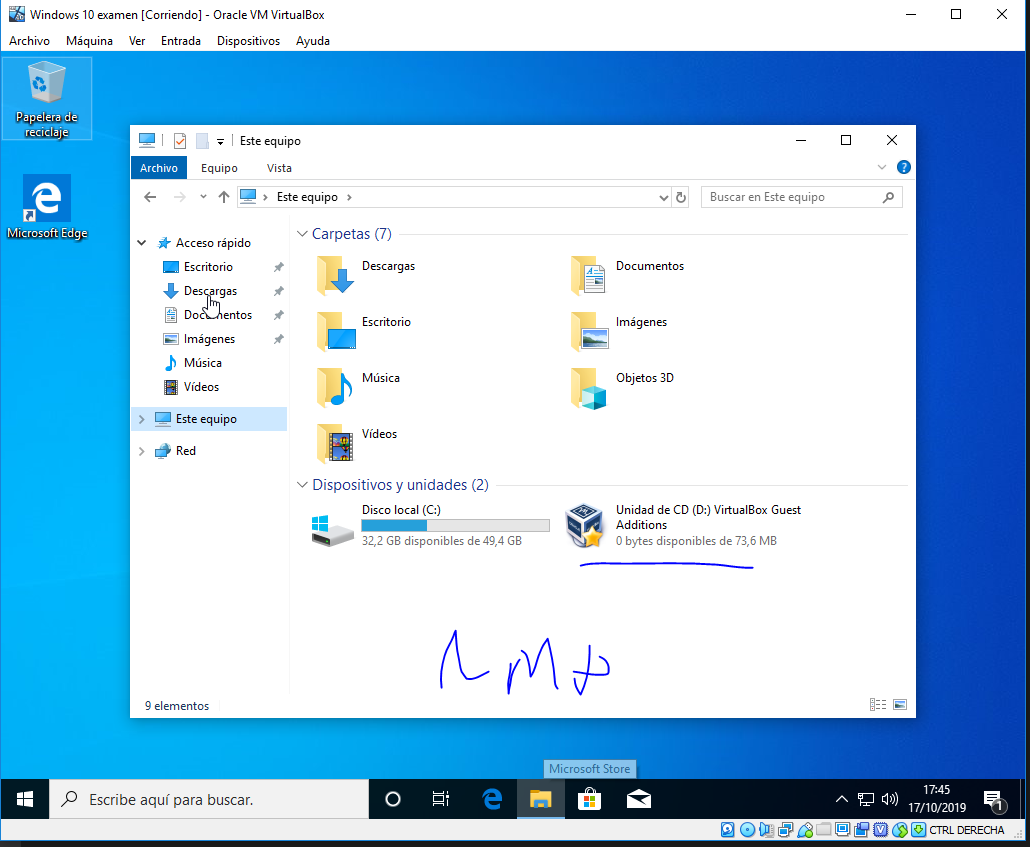 Windows 10 examen [Corriendo] - Oracle VM VirtualBox
Archivo Máquina Ver Entrada Dispositivos Ayuda
Papelera de
reciclaje
Microsoft Edge
Este equipo
Archivo Equipo Vista
Este equipo
Buscar en Este equipo
Acceso rápido
Escritorio
Descargas
Documentos
Imágenes
Música
Vídeos
Este equipo
Red
Carpetas (7)
Descargas
Documentos
Escritorio
Imágenes
Música
Objetos 3D
Vídeos
Dispositivos y unidades (2)
Disco local (C:)
32,2 GB disponibles de 49,4 GB
Unidad de CD (D:) VirtualBox Guest
Additions
0 bytes disponibles de 73,6 MB
9 elementos
Microsoft Store
Escribe aquí para buscar.
17:45
17/10/2019
1
CTRL DERECHA